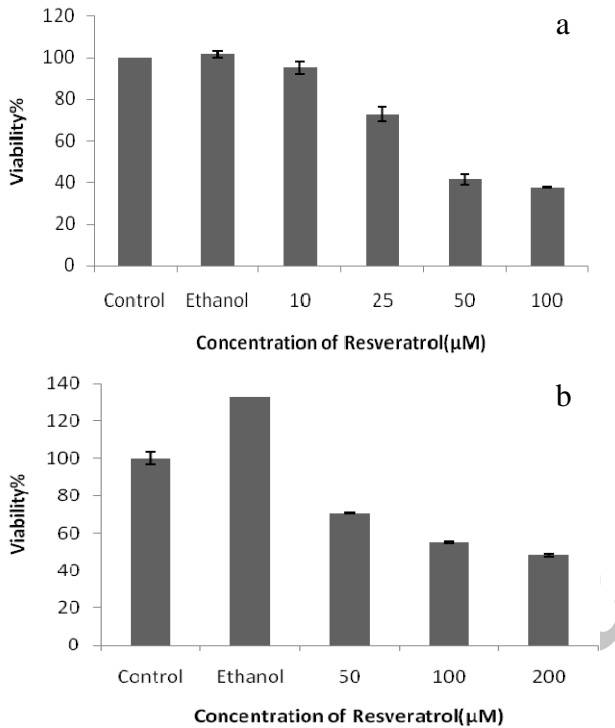 a
120
100
80
60
40
20
0
Viability%
Control Ethanol 10 25 50 100
Concentration of Resveratrol(µM)
b
140
120
100
80
60
40
20
0
Viability%
Control Ethanol 50 100 200
Concentration of Resveratrol(µM)